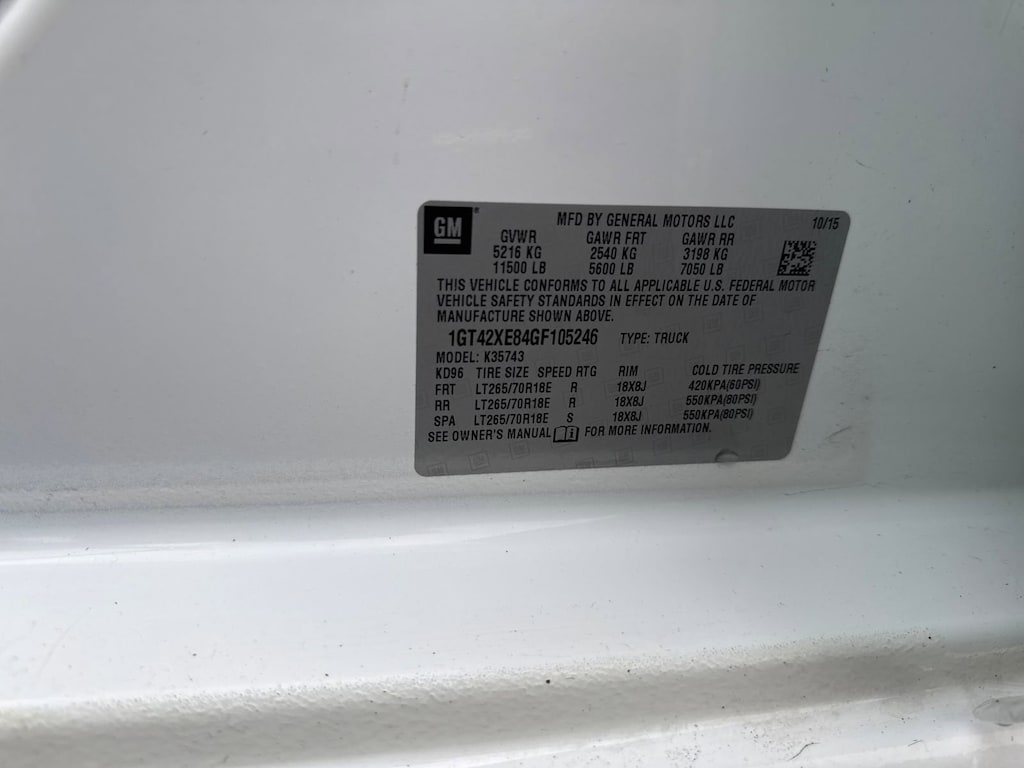 GM MFD BY GENERAL MOTORS LLC 10/15
GVWR GAWR FRT GAWR RR
5216 KG 2540 KG 3198 KG
11500 LB 5600 LB 7050 LB
THIS VEHICLE CONFORMS TO ALL APPLICABLE U.S. FEDERAL MOTOR
VEHICLE SAFETY STANDARDS IN EFFECT ON THE DATE OF
MANUFACTURE SHOWN ABOVE.
1GT42XE84GF105246 TYPE: TRUCK
MODEL: K35743
KD96 TIRE SIZE SPEED RTG RIM COLD TIRE PRESSURE
FRT LT265/70R18E R 18X8J 420KPA(60PSI)
RR LT265/70R18E R 18X8J 550KPA(80PSI)
SPA LT265/70R18E S 18X8J 550KPA(80PSI)
SEE OWNER'S MANUAL FOR MORE INFORMATION.